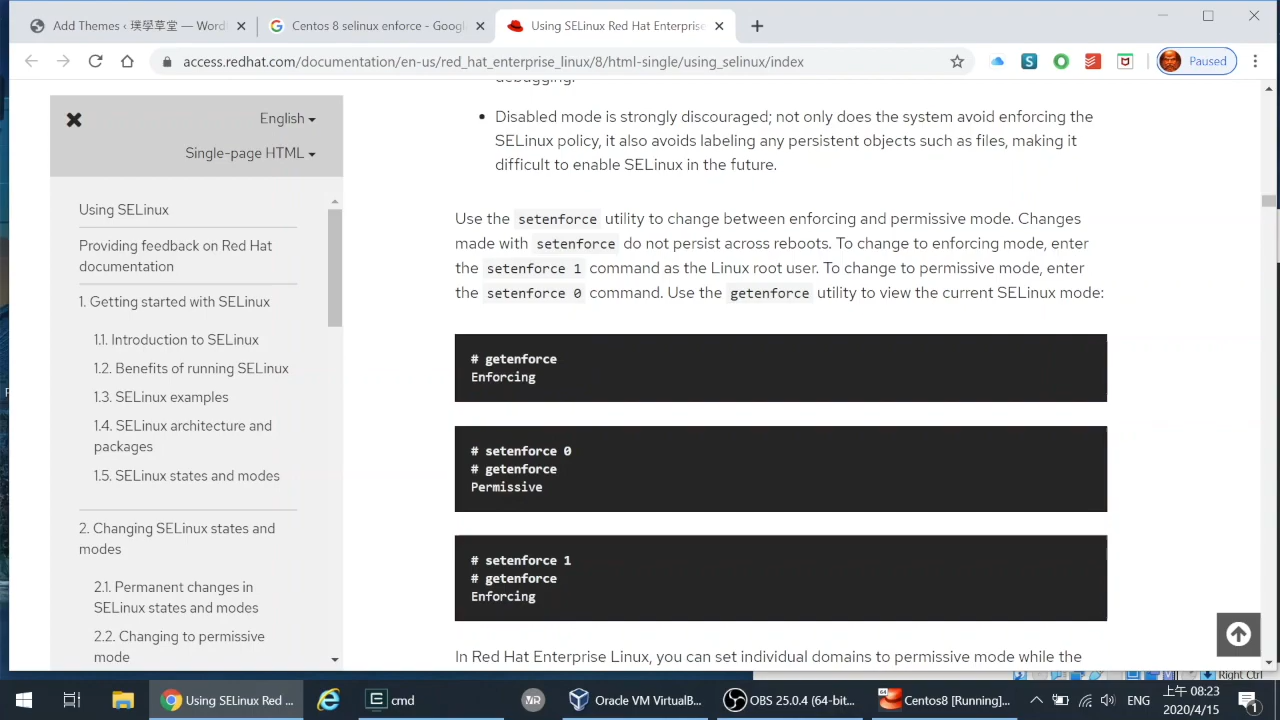 Add Themes ‹ 璞學草堂 — Word
Centos 8 selinux enforce - Goog
Using SELinux Red Hat Enterprise
access.redhat.com/documentation/en-us/red_hat_enterprise_linux/8/html-single/using_selinux/index
S
Paused
English
Single-page HTML
Using SELinux
Providing feedback on Red Hat
documentation
1. Getting started with SELinux
1.1. Introduction to SELinux
1.2. Benefits of running SELinux
1.3. SELinux examples
1.4. SELinux architecture and
packages
1.5. SELinux states and modes
2. Changing SELinux states and
modes
2.1. Permanent changes in
SELinux states and modes
2.2. Changing to permissive
mode
debugging.
• Disabled mode is strongly discouraged; not only does the system avoid enforcing the
SELinux policy, it also avoids labeling any persistent objects such as files, making it
difficult to enable SELinux in the future.
Use the setenforce utility to change between enforcing and permissive mode. Changes
made with setenforce do not persist across reboots. To change to enforcing mode, enter
the setenforce 1 command as the Linux root user. To change to permissive mode, enter
the setenforce 0 command. Use the getenforce utility to view the current SELinux mode:
# getenforce
Enforcing
# setenforce 0
# getenforce
Permissive
# setenforce 1
# getenforce
Enforcing
In Red Hat Enterprise Linux, you can set individual domains to permissive mode while the
Right Ctrl
Using SELinux Red ...
cmd
Oracle VM VirtualB...
OBS 25.0.4 (64-bit...
64
Centos8 [Running]...
ENG
上午 08:23
2020/4/15
1